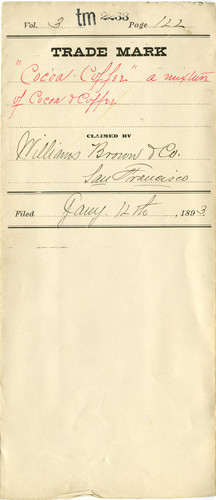 Vol. 3 tm 2233 Page 122
TRADE MARK
"Cocoa-Coffee" a mixture
of Cocoa & Coffee
CLAIMED BY
Williams Brown & Co.
San Francisco
Filed Jany. 12th, 1893